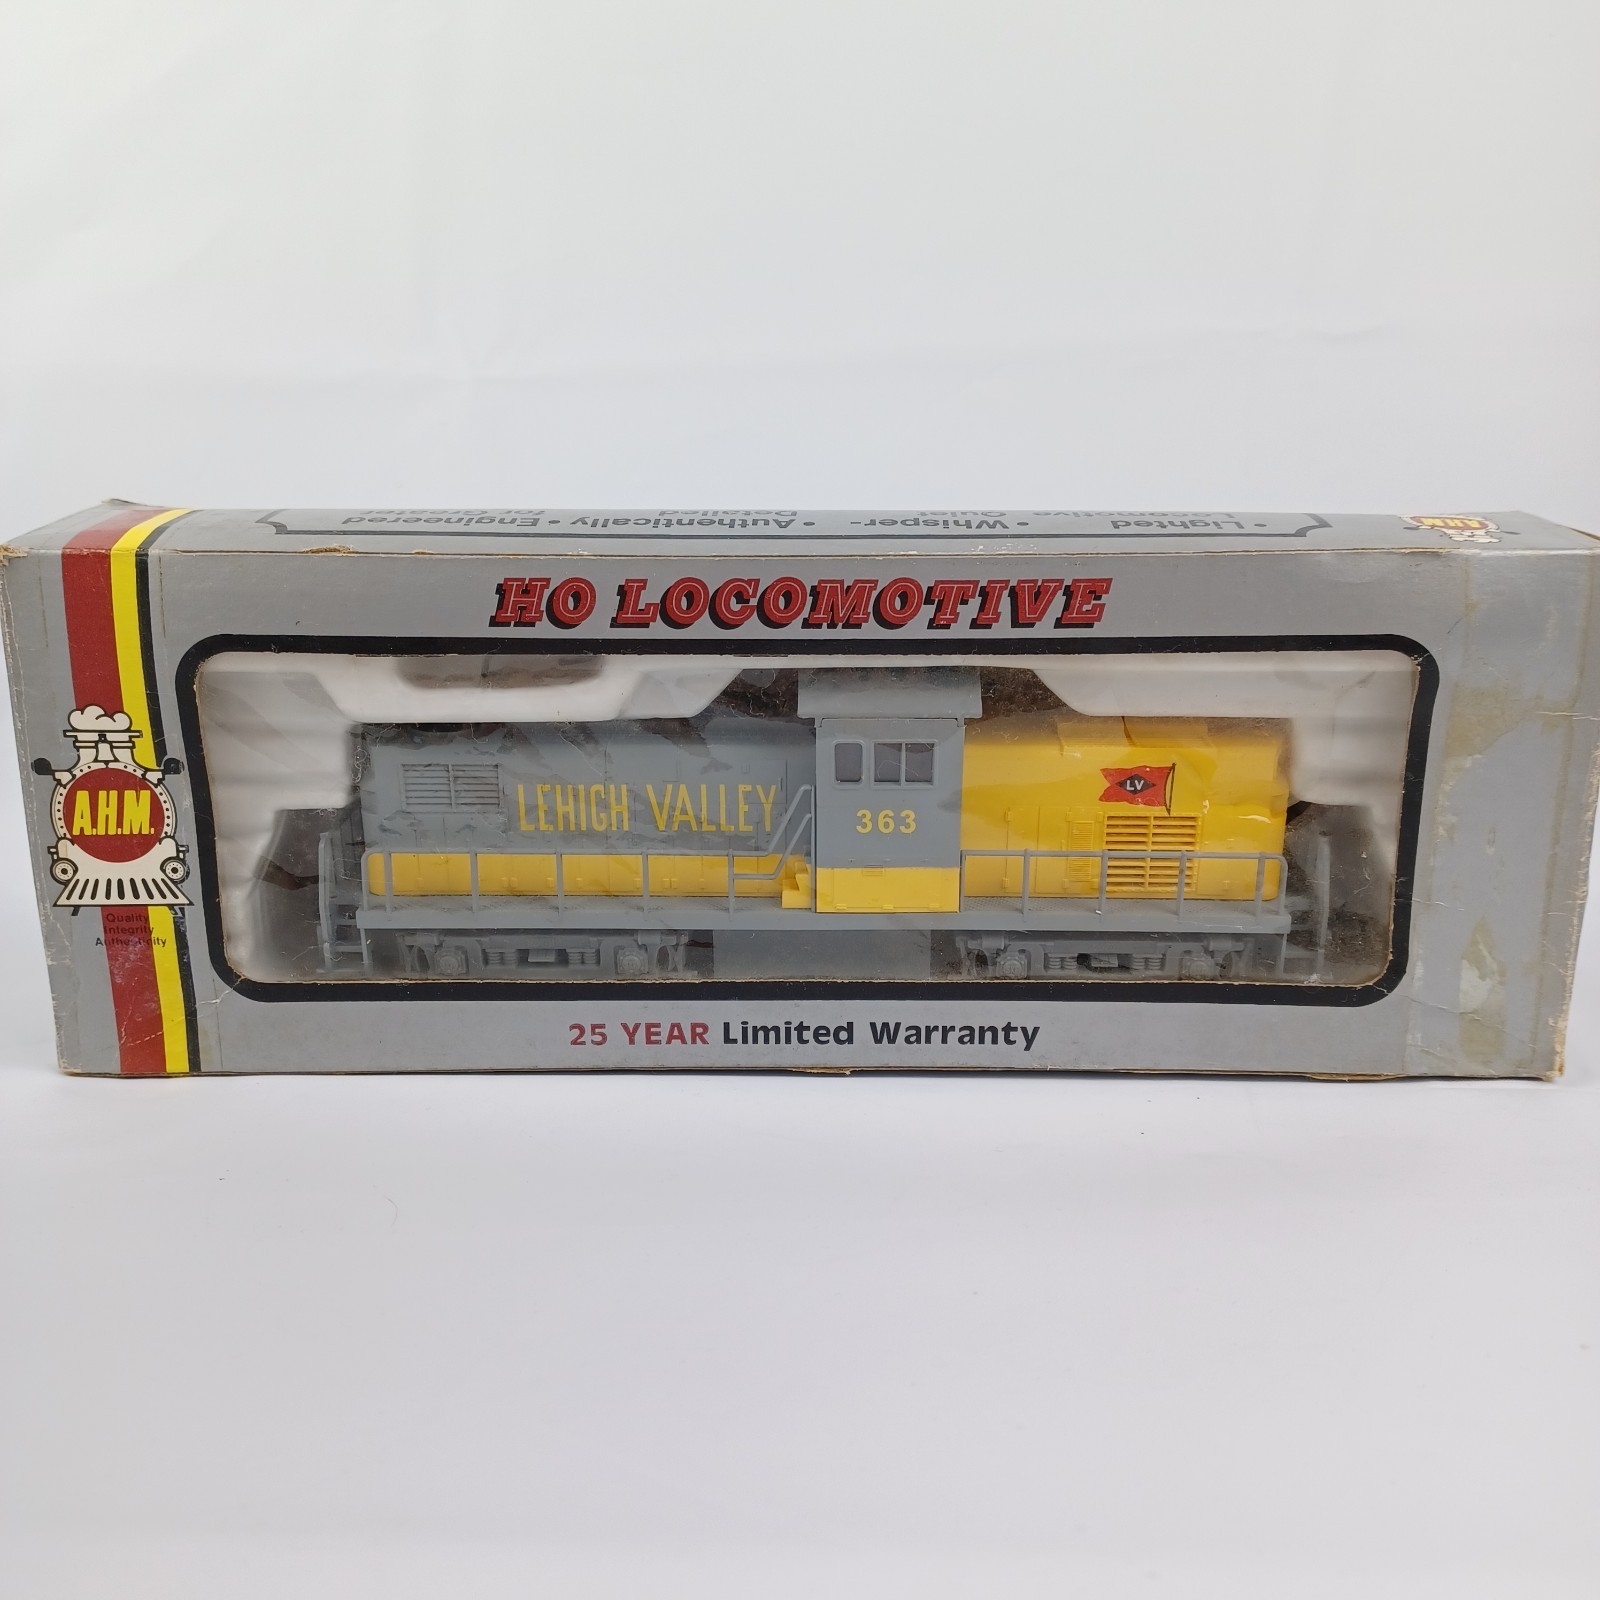 • Lighted • Whisper- • Authentically • Engineered
Locomotive Quiet Detailed for Greater
A.H.M.
HO LOCOMOTIVE
LEHIGH VALLEY
363
LV
A.H.M.
Quality
Integrity
Authenticity
25 YEAR Limited Warranty